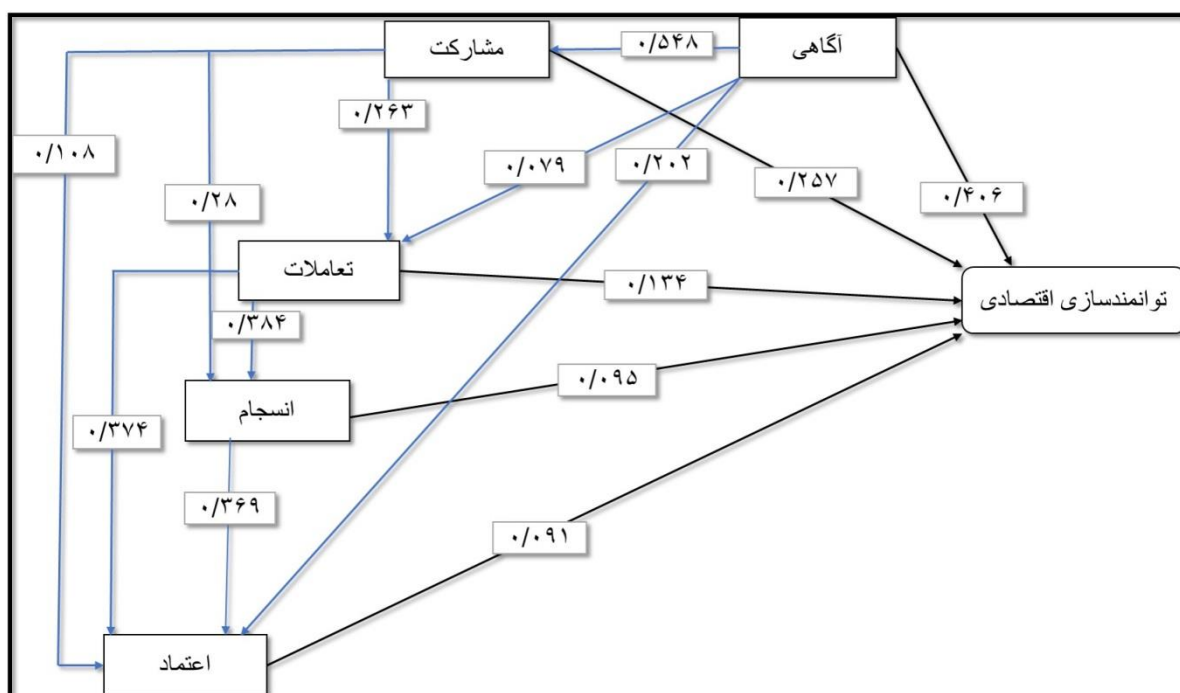 آگاهی
۰/۵۴۸
مشارکت
۰/۲۶۳
۰/۱۰۸
۰/۰۷۹
۰/۲۰۲
۰/۲۵۷
۰/۴۰۶
۰/۲۸
تعاملات
۰/۱۳۴
توانمندسازی اقتصادی
۰/۳۸۴
۰/۰۹۵
انسجام
۰/۳۷۴
۰/۳۶۹
۰/۰۹۱
اعتماد